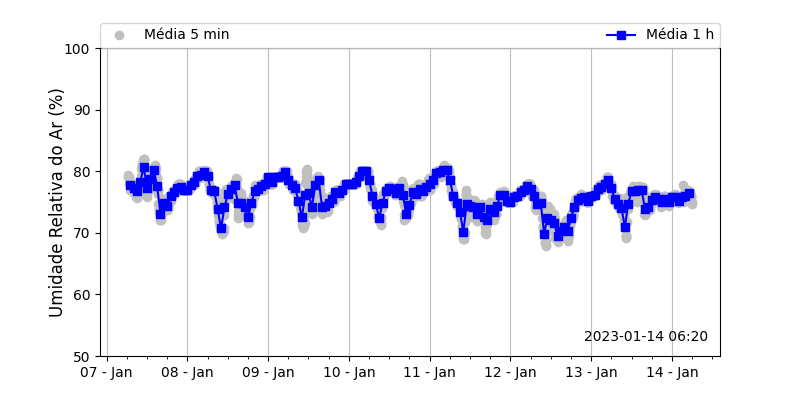 Média 5 min
Média 1 h
100
90
80
70
60
50
Umidade Relativa do Ar (%)
2023-01-14 06:20
07 - Jan
08 - Jan
09 - Jan
10 - Jan
11 - Jan
12 - Jan
13 - Jan
14 - Jan